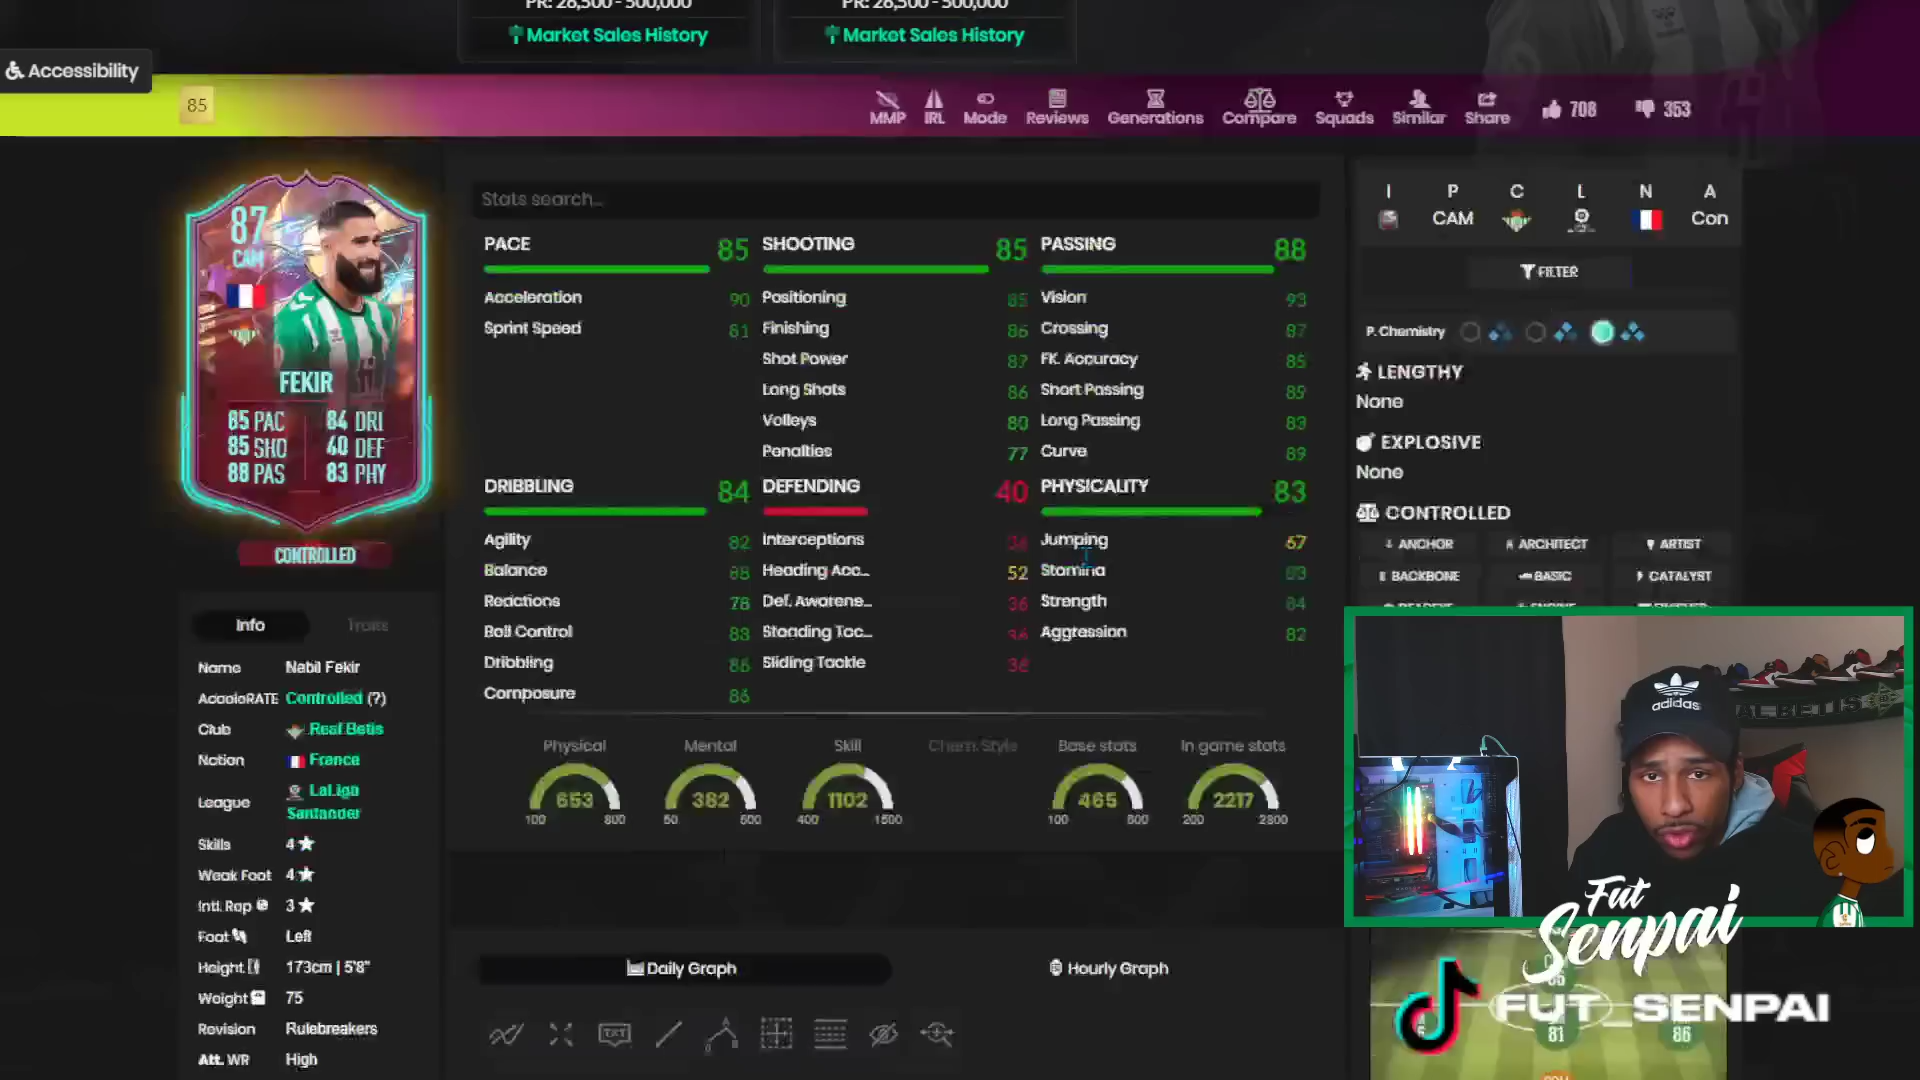 PR: 26,500 - 500,000
PR: 26,500 - 500,000
Market Sales History
Market Sales History
Accessibility
85
MMP
IRL
Mode
Reviews
Generations
Compare
Squads
Similar
Share
708
353
87
CAM
FEKIR
85 PAC
84 DRI
85 SHO
40 DEF
88 PAS
83 PHY
CONTROLLED
Stats search...
PACE 85
Acceleration 90
Sprint Speed 81
SHOOTING 85
Positioning 85
Finishing 86
Shot Power 87
Long Shots 86
Volleys 80
Penalties 77
PASSING 88
Vision 93
Crossing 87
FK. Accuracy 85
Short Passing 89
Long Passing 83
Curve 89
DRIBBLING 84
Agility 82
Balance 88
Reactions 78
Ball Control 83
Dribbling 86
Composure 86
DEFENDING 40
Interceptions
Heading Acc... 52
Def. Awarene... 36
Standing Tac... 36
Sliding Tackle 36
PHYSICALITY 83
Jumping 67
Stamina
Strength 84
Aggression 82
Physical
653
100 800
Mental
382
50 500
Skill
1102
400 1500
Chem Style
Base stats
465
100 800
In game stats
2217
200 2800
Daily Graph
Hourly Graph
TXT
Info
Traits
Name Nabil Fekir
AcceleRATE Controlled (?)
Club Real Betis
Nation France
League LaLiga
Santander
Skills 4
Weak Foot 4
Intl. Rep 3
Foot Left
Height 173cm | 5'8"
Weight 75
Revision Rulebreakers
Att. WR High
I P C L N A
CAM
Con
FILTER
P. Chemistry
LENGTHY
None
EXPLOSIVE
None
CONTROLLED
ANCHOR
ARCHITECT
ARTIST
BACKBONE
BASIC
CATALYST
adidas
Fut
Senpai
FUT_SENPAI
81
86